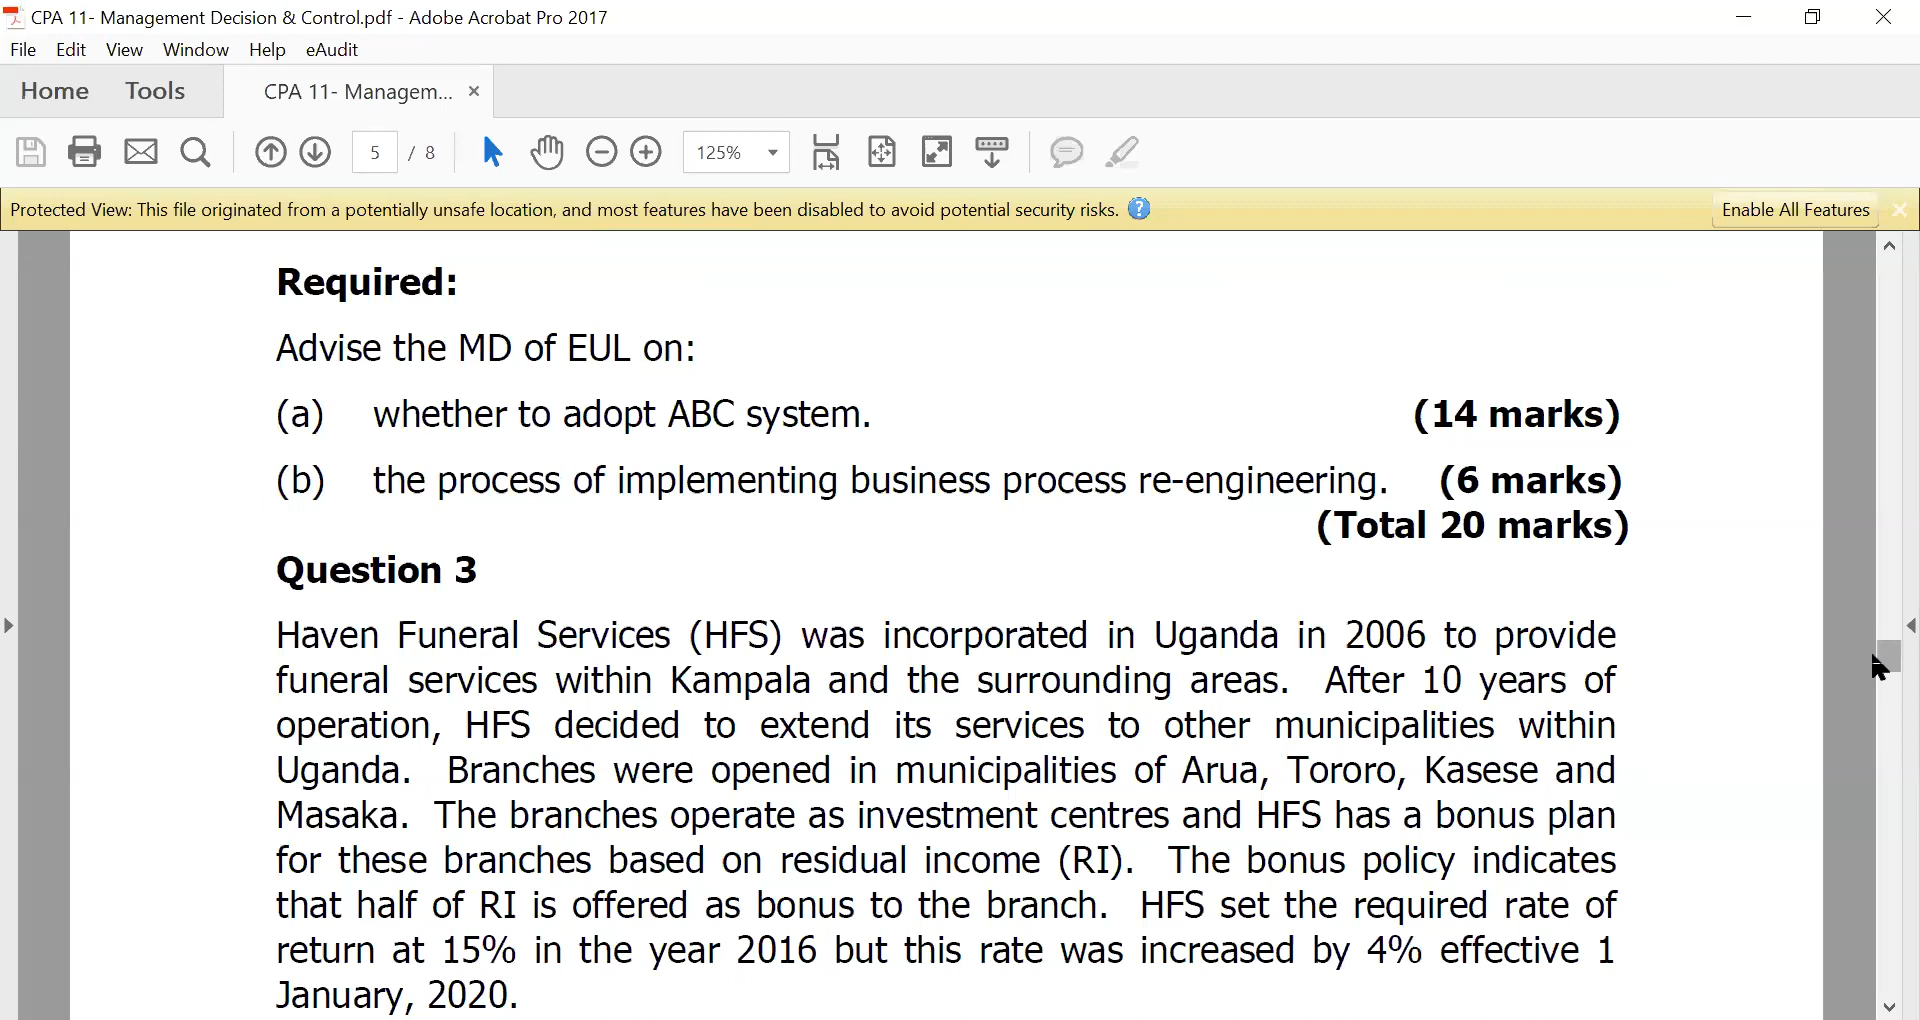 CPA 11- Management Decision & Control.pdf - Adobe Acrobat Pro 2017
File Edit View Window Help eAudit
Home Tools CPA 11- Managem... ×
5 / 8 125%
Protected View: This file originated from a potentially unsafe location, and most features have been disabled to avoid potential security risks. ? Enable All Features
Required:
Advise the MD of EUL on:
(a) whether to adopt ABC system. (14 marks)
(b) the process of implementing business process re-engineering. (6 marks)
(Total 20 marks)
Question 3
Haven Funeral Services (HFS) was incorporated in Uganda in 2006 to provide
funeral services within Kampala and the surrounding areas. After 10 years of
operation, HFS decided to extend its services to other municipalities within
Uganda. Branches were opened in municipalities of Arua, Tororo, Kasese and
Masaka. The branches operate as investment centres and HFS has a bonus plan
for these branches based on residual income (RI). The bonus policy indicates
that half of RI is offered as bonus to the branch. HFS set the required rate of
return at 15% in the year 2016 but this rate was increased by 4% effective 1
January, 2020.